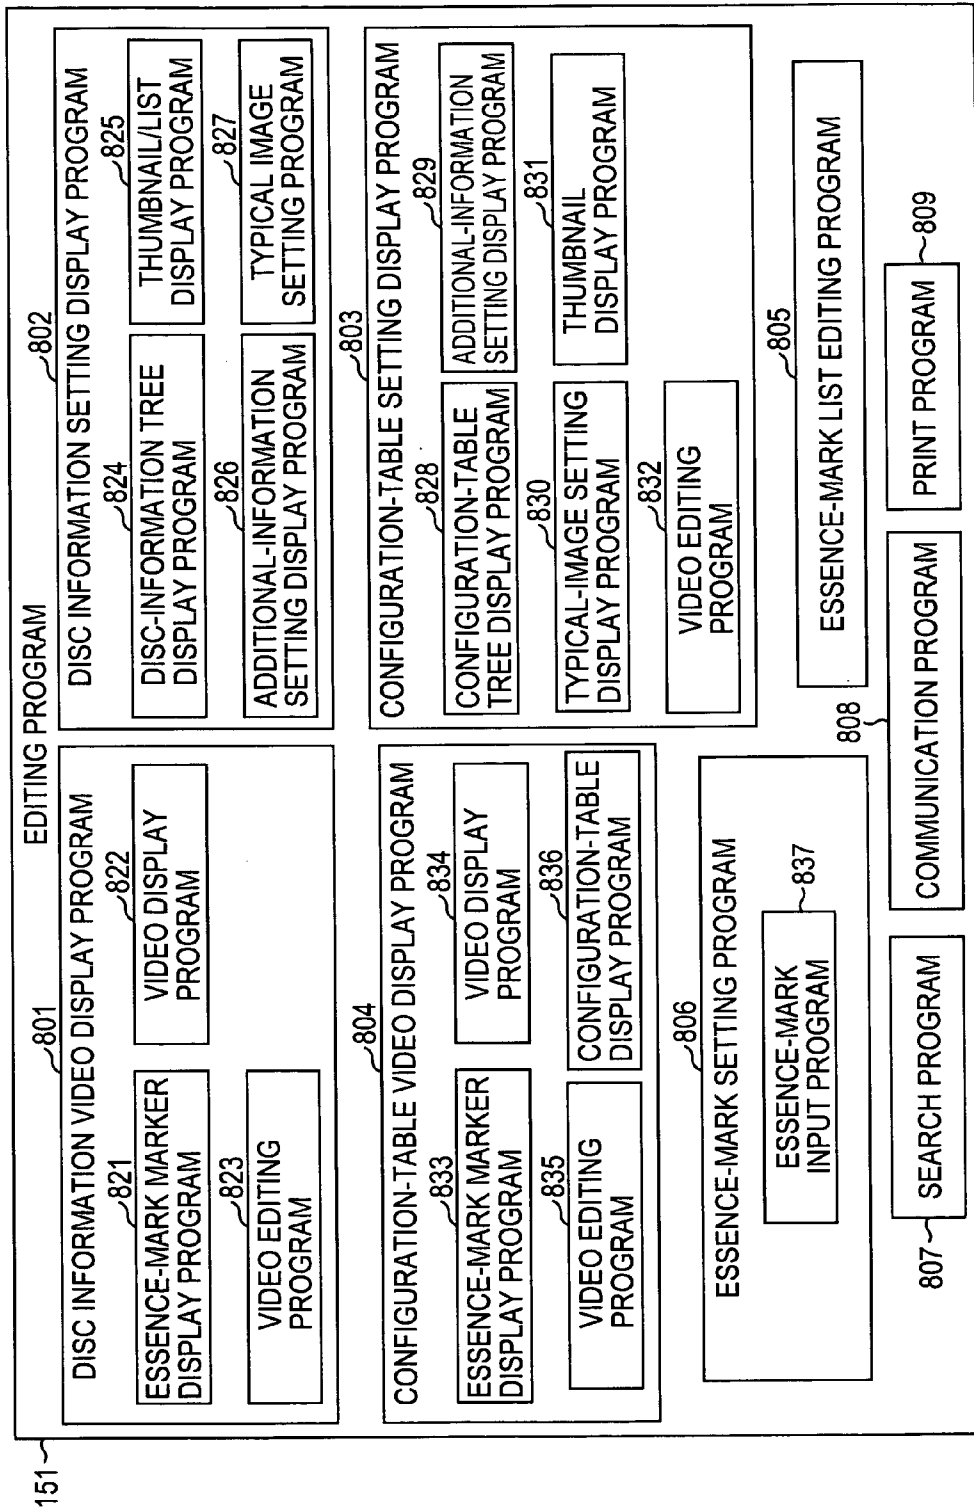 151
EDITING PROGRAM
801
DISC INFORMATION VIDEO DISPLAY PROGRAM
821
ESSENCE-MARK MARKER
DISPLAY PROGRAM
822
VIDEO DISPLAY
PROGRAM
823
VIDEO EDITING
PROGRAM
802
DISC INFORMATION SETTING DISPLAY PROGRAM
824
DISC-INFORMATION TREE
DISPLAY PROGRAM
825
THUMBNAIL/LIST
DISPLAY PROGRAM
826
ADDITIONAL-INFORMATION
SETTING DISPLAY PROGRAM
827
TYPICAL IMAGE
SETTING PROGRAM
804
CONFIGURATION-TABLE VIDEO DISPLAY PROGRAM
833
ESSENCE-MARK MARKER
DISPLAY PROGRAM
834
VIDEO DISPLAY
PROGRAM
835
VIDEO EDITING
PROGRAM
836
CONFIGURATION-TABLE
DISPLAY PROGRAM
803
CONFIGURATION-TABLE SETTING DISPLAY PROGRAM
828
CONFIGURATION-TABLE
TREE DISPLAY PROGRAM
829
ADDITIONAL-INFORMATION
SETTING DISPLAY PROGRAM
830
TYPICAL-IMAGE SETTING
DISPLAY PROGRAM
831
THUMBNAIL
DISPLAY PROGRAM
832
VIDEO EDITING
PROGRAM
806
ESSENCE-MARK SETTING PROGRAM
837
ESSENCE-MARK
INPUT PROGRAM
805
ESSENCE-MARK LIST EDITING PROGRAM
807
SEARCH PROGRAM
808
COMMUNICATION PROGRAM
809
PRINT PROGRAM